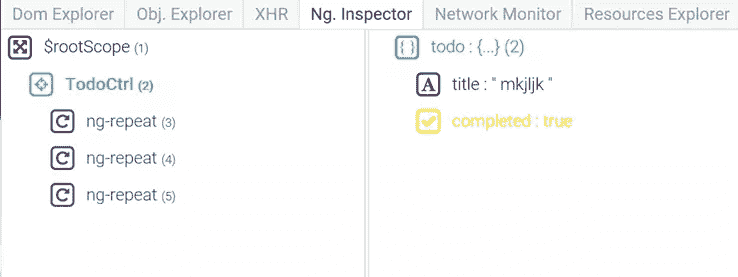 Dom Explorer Obj. Explorer XHR Ng. Inspector Network Monitor Resources Explorer
$rootScope (1)
TodoCtrl (2)
ng-repeat (3)
ng-repeat (4)
ng-repeat (5)
todo : {...} (2)
A title : " mkjljk "
completed : true